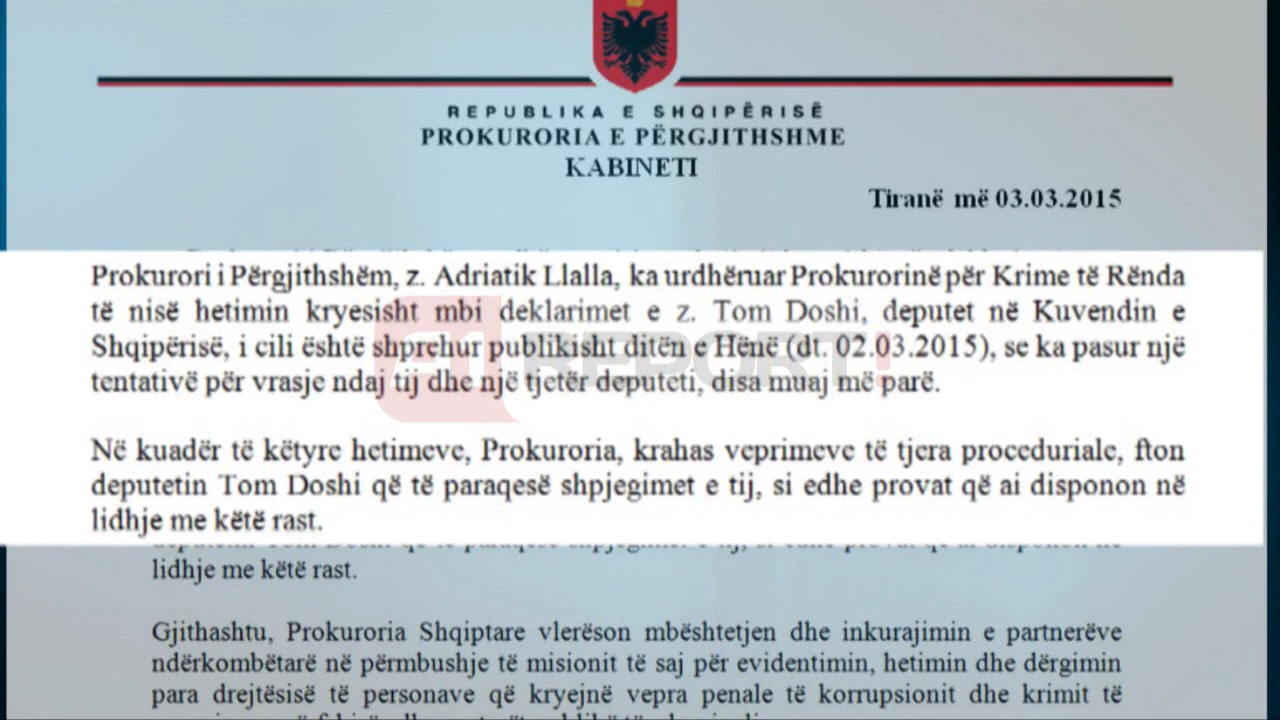 REPUBLIKA E SHQIPËRISË
PROKURORIA E PËRGJITHSHME
KABINETI
Tiranë më 03.03.2015
Prokurori i Përgjithshëm, z. Adriatik Llalla, ka urdhëruar Prokurorinë për Krime të Rënda
të nisë hetimin kryesisht mbi deklarimet e z. Tom Doshi, deputet në Kuvendin e
Shqipërisë, i cili është shprehur publikisht ditën e Hënë (dt. 02.03.2015), se ka pasur një
tentativë për vrasje ndaj tij dhe një tjetër deputeti, disa muaj më parë.
REPORT!
Në kuadër të këtyre hetimeve, Prokuroria, krahas veprimeve të tjera proceduriale, fton
deputetin Tom Doshi që të paraqesë shpjegimet e tij, si edhe provat që ai disponon në
lidhje me këtë rast.
lidhje me këtë rast.
Gjithashtu, Prokuroria Shqiptare vlerëson mbështetjen dhe inkurajimin e partnerëve
ndërkombëtarë në përmbushje të misionit të saj për evidentimin, hetimin dhe dërgimin
para drejtësisë të personave që kryejnë vepra penale të korrupsionit dhe krimit të